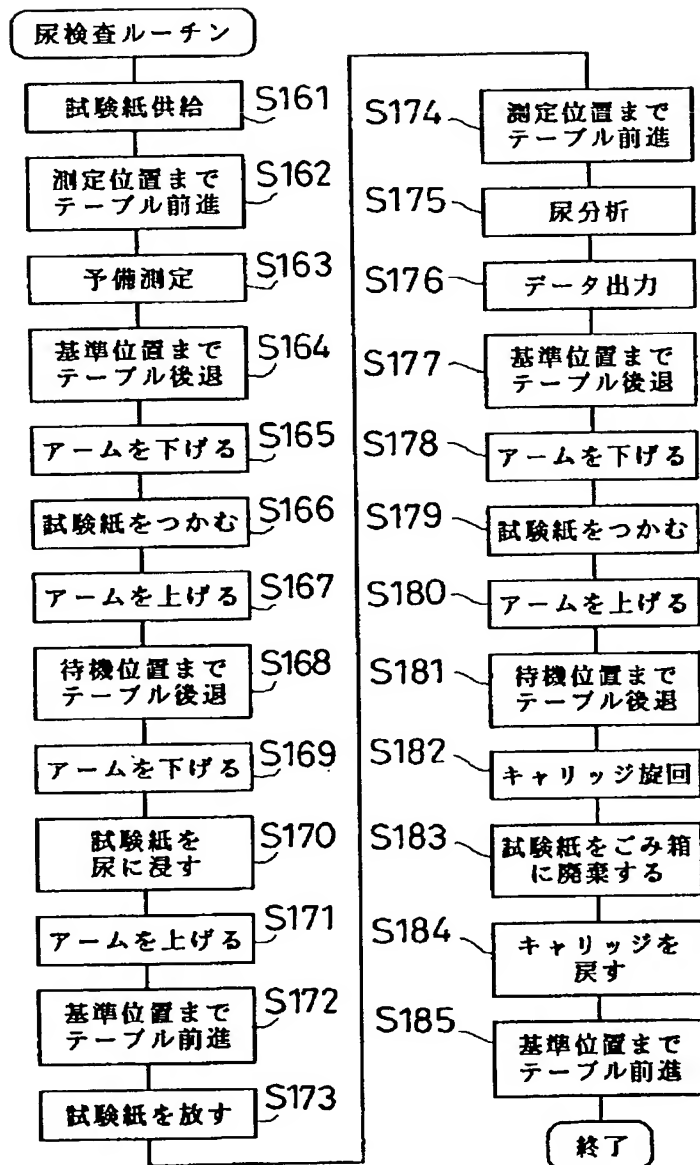 尿検査ルーチン
試験紙供給
S161
測定位置まで
テーブル前進
S162
予備測定
S163
基準位置まで
テーブル後退
S164
アームを下げる
S165
試験紙をつかむ
S166
アームを上げる
S167
待機位置まで
テーブル後退
S168
アームを下げる
S169
試験紙を
尿に浸す
S170
アームを上げる
S171
基準位置まで
テーブル前進
S172
試験紙を放す
S173
S174
測定位置まで
テーブル前進
S175
尿分析
S176
データ出力
S177
基準位置まで
テーブル後退
S178
アームを下げる
S179
試験紙をつかむ
S180
アームを上げる
S181
待機位置まで
テーブル後退
S182
キャリッジ旋回
S183
試験紙をごみ箱
に廃棄する
S184
キャリッジを
戻す
S185
基準位置まで
テーブル前進
終了